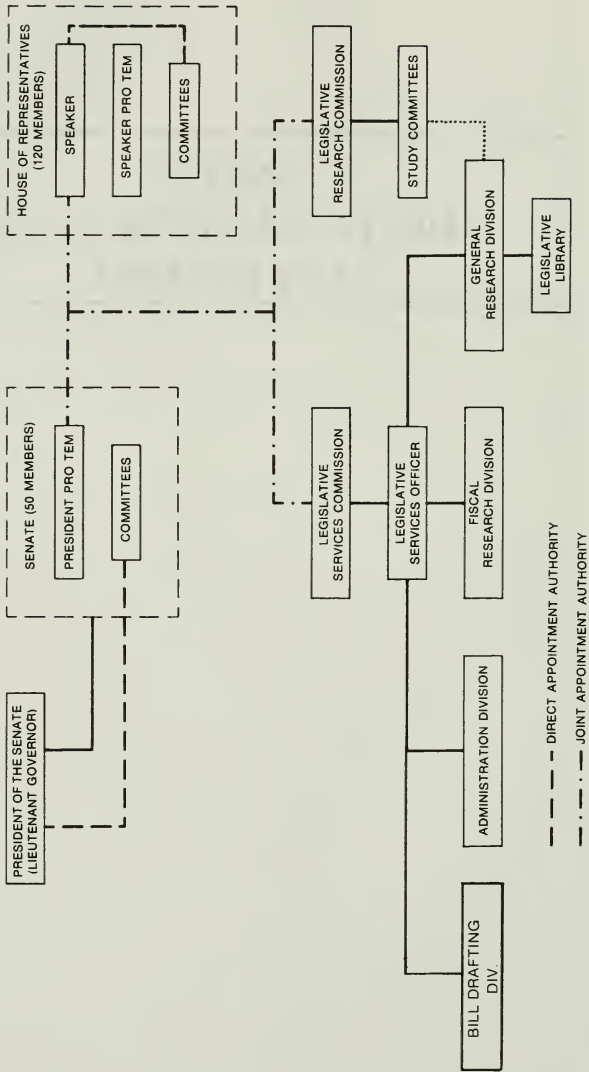 PRESIDENT OF THE SENATE
(LIEUTENANT GOVERNOR)
SENATE (50 MEMBERS)
PRESIDENT PRO TEM
COMMITTEES
HOUSE OF REPRESENTATIVES
(120 MEMBERS)
SPEAKER
SPEAKER PRO TEM
COMMITTEES
LEGISLATIVE
SERVICES COMMISSION
LEGISLATIVE
RESEARCH COMMISSION
LEGISLATIVE
SERVICES OFFICER
STUDY COMMITTEES
BILL DRAFTING
DIV.
ADMINISTRATION DIVISION
FISCAL
RESEARCH DIVISION
GENERAL
RESEARCH DIVISION
LEGISLATIVE
LIBRARY
DIRECT APPOINTMENT AUTHORITY
JOINT APPOINTMENT AUTHORITY